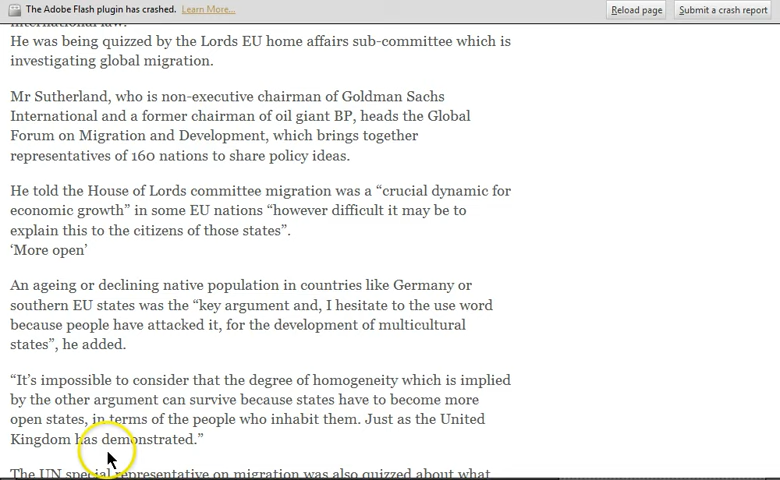 The Adobe Flash plugin has crashed. Learn More...
Reload page
Submit a crash report
international law.
He was being quizzed by the Lords EU home affairs sub-committee which is
investigating global migration.
Mr Sutherland, who is non-executive chairman of Goldman Sachs
International and a former chairman of oil giant BP, heads the Global
Forum on Migration and Development, which brings together
representatives of 160 nations to share policy ideas.
He told the House of Lords committee migration was a “crucial dynamic for
economic growth” in some EU nations “however difficult it may be to
explain this to the citizens of those states”.
‘More open’
An ageing or declining native population in countries like Germany or
southern EU states was the “key argument and, I hesitate to the use word
because people have attacked it, for the development of multicultural
states”, he added.
“It’s impossible to consider that the degree of homogeneity which is implied
by the other argument can survive because states have to become more
open states, in terms of the people who inhabit them. Just as the United
Kingdom has demonstrated.”
The UN special representative on migration was also quizzed about what